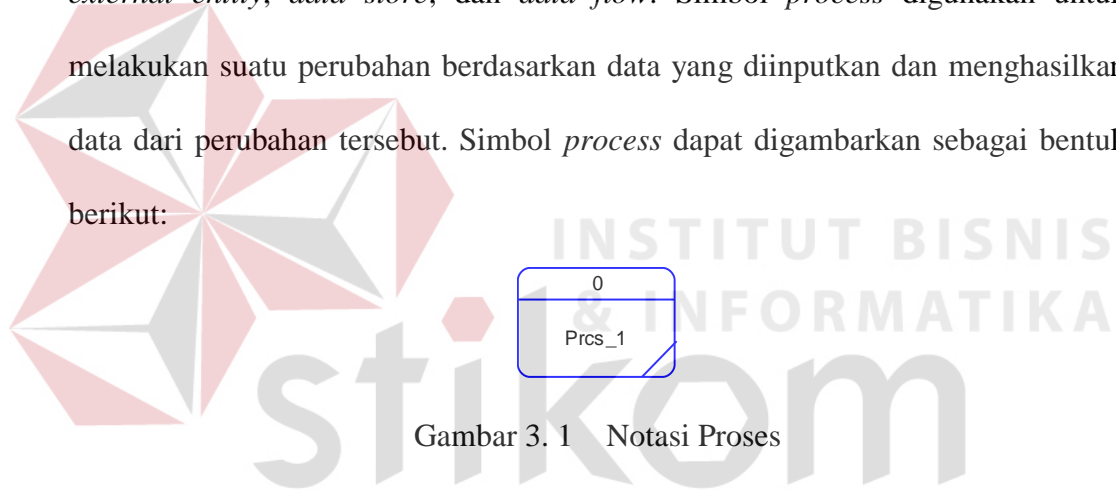 external entity, data store, dan data flow. Simbol process digunakan untuk
melakukan suatu perubahan berdasarkan data yang diinputkan dan menghasilkan
data dari perubahan tersebut. Simbol process dapat digambarkan sebagai bentuk
berikut:
INSTITUT BISNIS
& INFORMATIKA
stikom
0
Prcs_1
Gambar 3. 1 Notasi Proses